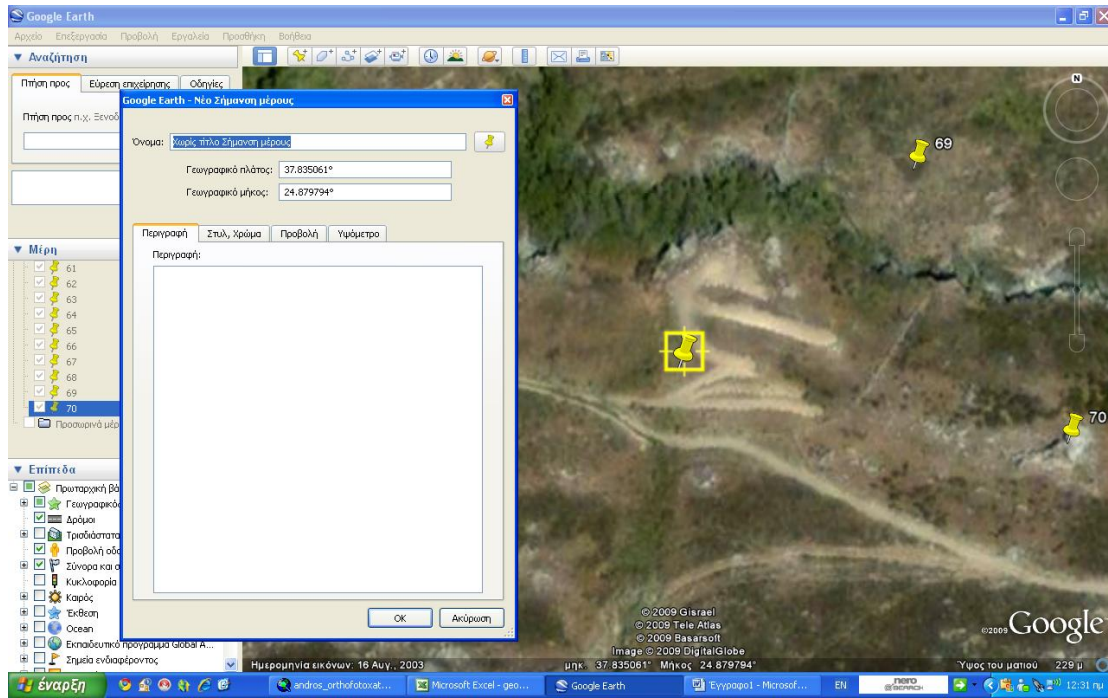 Google Earth
Αρχείο Επεξεργασία Προβολή Εργαλεία Προσθήκη Βοήθεια
Αναζήτηση
Πτήση προς Εύρεση επιχείρησης Οδηγίες
Πτήση προς π.χ. Ξενοδ
Google Earth - Νέο Σήμανση μέρους
Όνομα: Χωρίς τίτλο Σήμανση μέρους
Γεωγραφικό πλάτος: 37.835061°
Γεωγραφικό μήκος: 24.879794°
Περιγραφή Στυλ, Χρώμα Προβολή Υψόμετρο
Περιγραφή:
OK Ακύρωση
Μέρη
61
62
63
64
65
66
67
68
69
70
Προσωρινά μέρ
Επίπεδα
Πρωταρχική βά
Γεωγραφικός
Δρόμοι
Τρισδιάστατα
Προβολή οδο
Σύνορα και σ
Κυκλοφορία
Καιρός
Έκθεση
Ocean
Εκπαιδευτικό πρόγραμμα Global A...
Σημεία ενδιαφέροντος
N
69
70
© 2009 Gisrael
© 2009 Tele Atlas
© 2009 Basarsoft
Image © 2009 DigitalGlobe
©2009 Google
Ημερομηνία εικόνων: 16 Αυγ., 2003
μηκ. 37.835061° Μήκος 24.879794°
Ύψος του ματιού 229 μ
έναρξη
andros_orthofotoxat...
Microsoft Excel - geo...
Google Earth
Έγγραφο1 - Microsof...
EN
nero
SEARCH
12:31 πμ